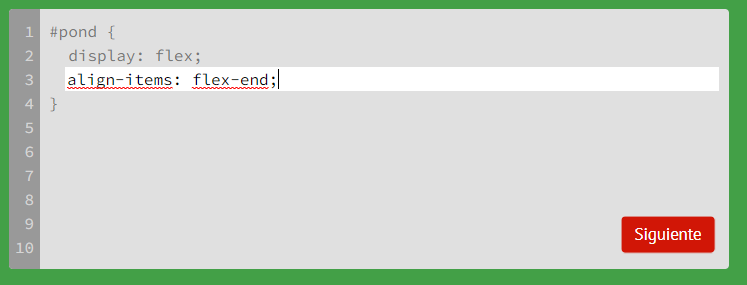 1 #pond {
2 display: flex;
3 align-items: flex-end;
4 }
5
6
7
8
9
10
Siguiente